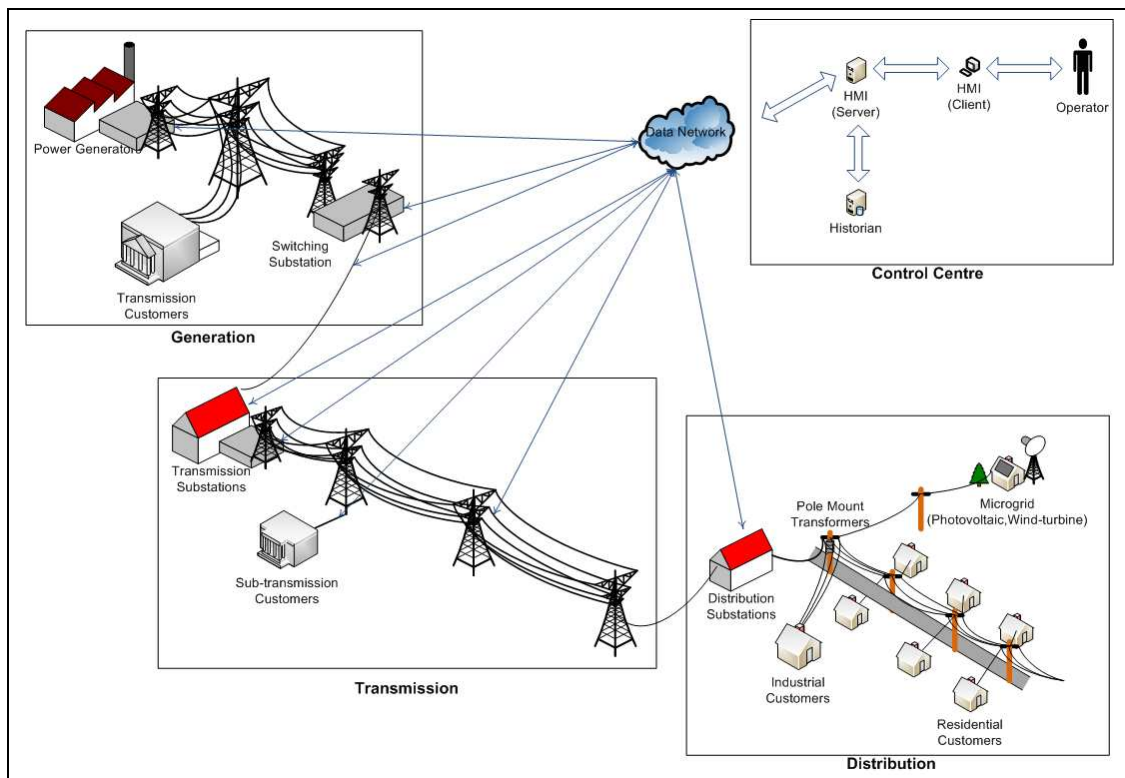 Power Generators
Switching
Substation
Transmission
Customers
Generation
Data Network
HMI
(Server)
HMI
(Client)
Operator
Historian
Control Centre
Transmission
Substations
Sub-transmission
Customers
Transmission
Pole Mount
Transformers
Microgrid
(Photovoltaic,Wind-turbine)
Distribution
Substations
Industrial
Customers
Residential
Customers
Distribution